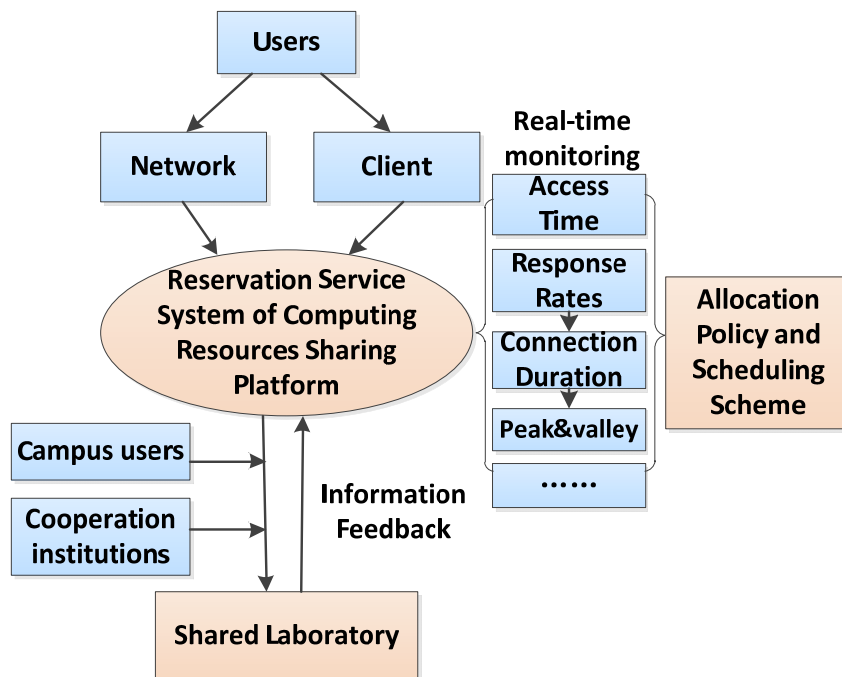 Users
Network
Client
Real-time
monitoring
Access
Time
Response
Rates
Connection
Duration
Peak&valley
......
Allocation
Policy and
Scheduling
Scheme
Reservation Service
System of Computing
Resources Sharing
Platform
Campus users
Cooperation
institutions
Information
Feedback
Shared Laboratory